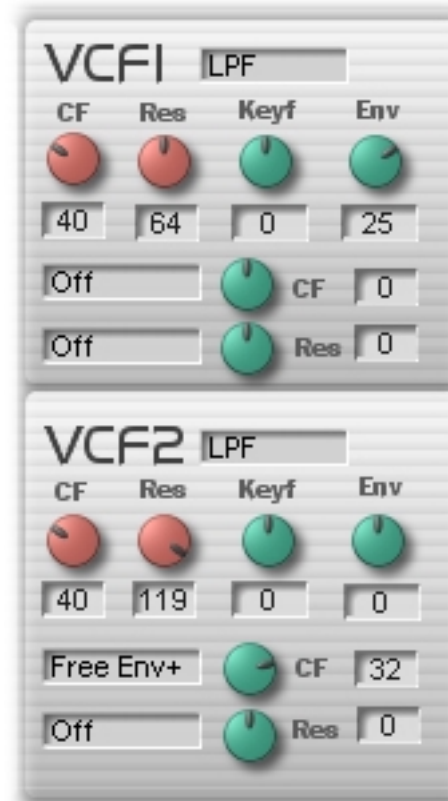 VCF1 LPF
CF Res Keyf Env
40 64 0 25
Off CF 0
Off Res 0
VCF2 LPF
CF Res Keyf Env
40 119 0 0
Free Env+ CF 32
Off Res 0